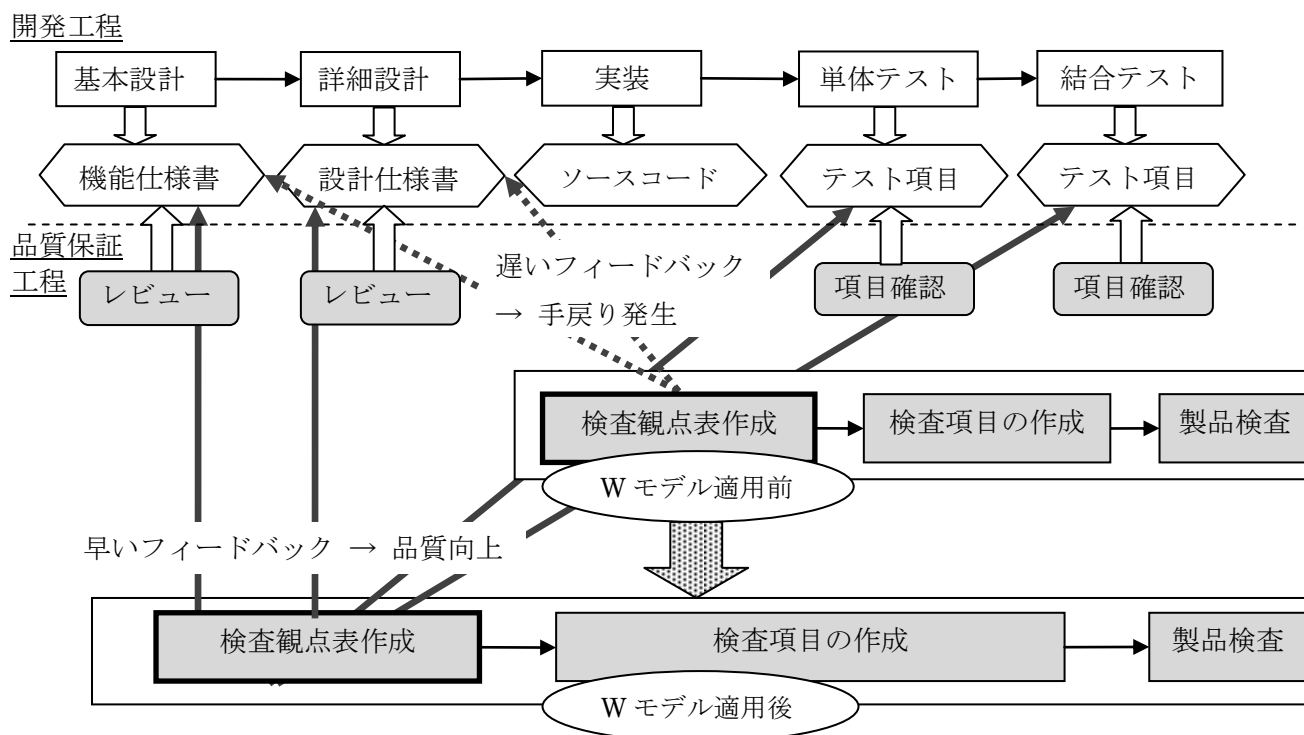 開発工程
基本設計
詳細設計
実装
単体テスト
結合テスト
機能仕様書
設計仕様書
ソースコード
テスト項目
テスト項目
品質保証
工程
レビュー
レビュー
遅いフィードバック
→ 手戻り発生
項目確認
項目確認
検査観点表作成
検査項目の作成
製品検査
W モデル適用前
早いフィードバック → 品質向上
検査観点表作成
検査項目の作成
製品検査
W モデル適用後